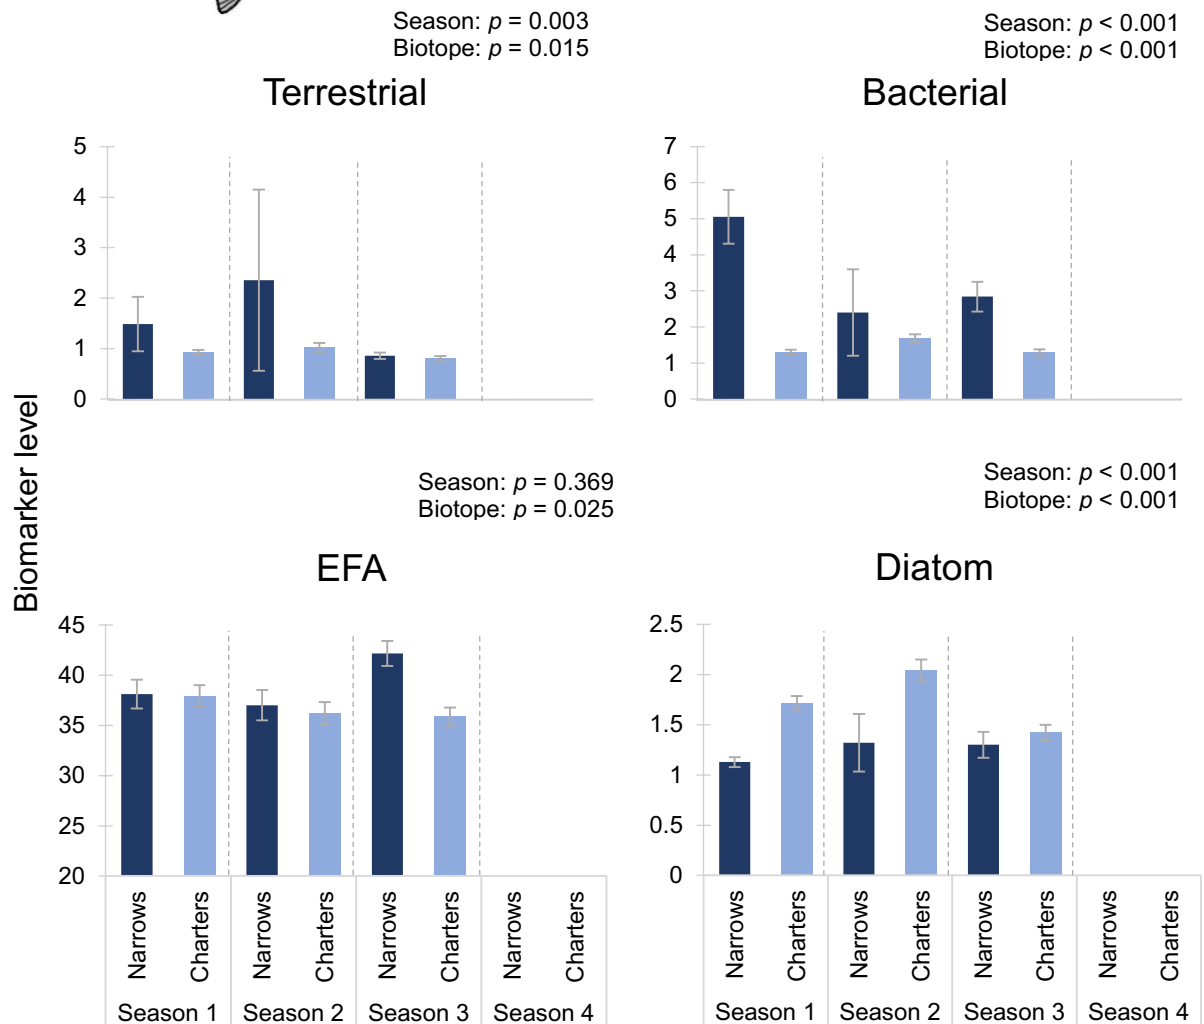 Season: p = 0.003
Biotope: p = 0.015
Season: p < 0.001
Biotope: p < 0.001
Terrestrial
Bacterial
5
4
3
2
1
0
7
6
5
4
3
2
1
0
Biomarker level
Season: p = 0.369
Biotope: p = 0.025
Season: p < 0.001
Biotope: p < 0.001
EFA
Diatom
45
40
35
30
25
20
2.5
2
1.5
1
0.5
0
Narrows
Charters
Narrows
Charters
Narrows
Charters
Narrows
Charters
Season 1
Season 2
Season 3
Season 4
Narrows
Charters
Narrows
Charters
Narrows
Charters
Narrows
Charters
Season 1
Season 2
Season 3
Season 4